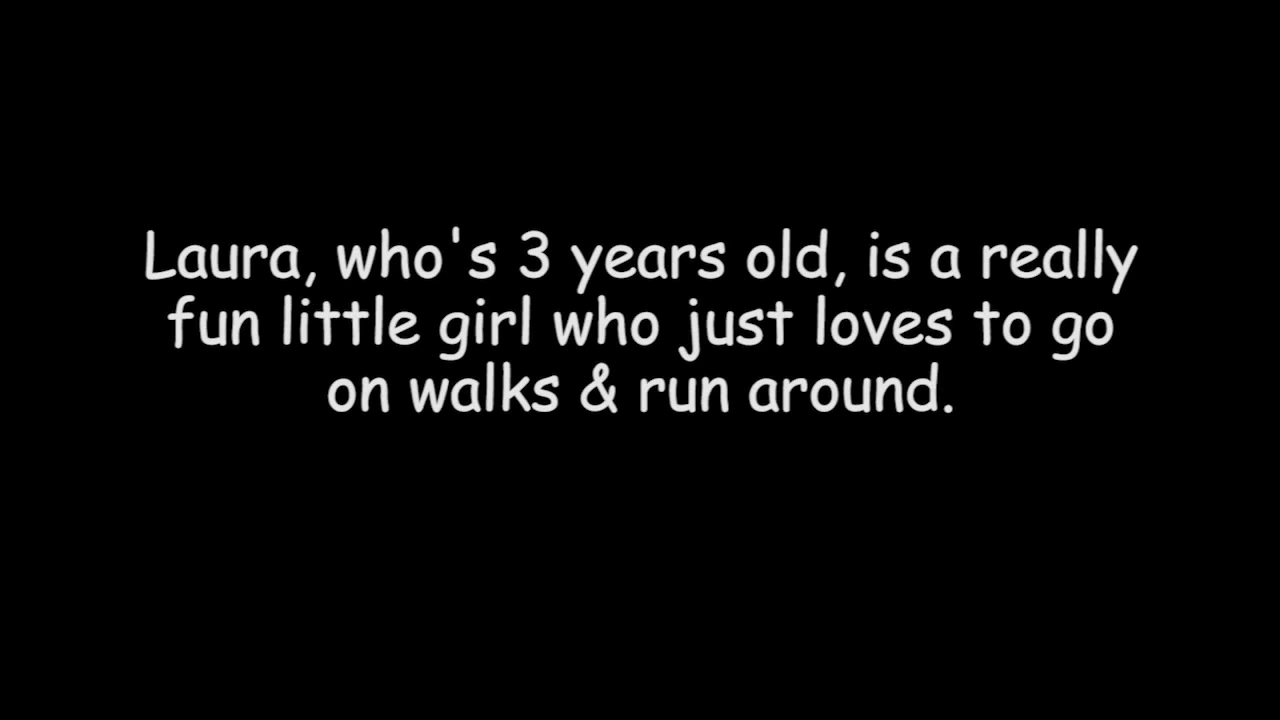 Laura, who's 3 years old, is a really
fun little girl who just loves to go
on walks & run around.